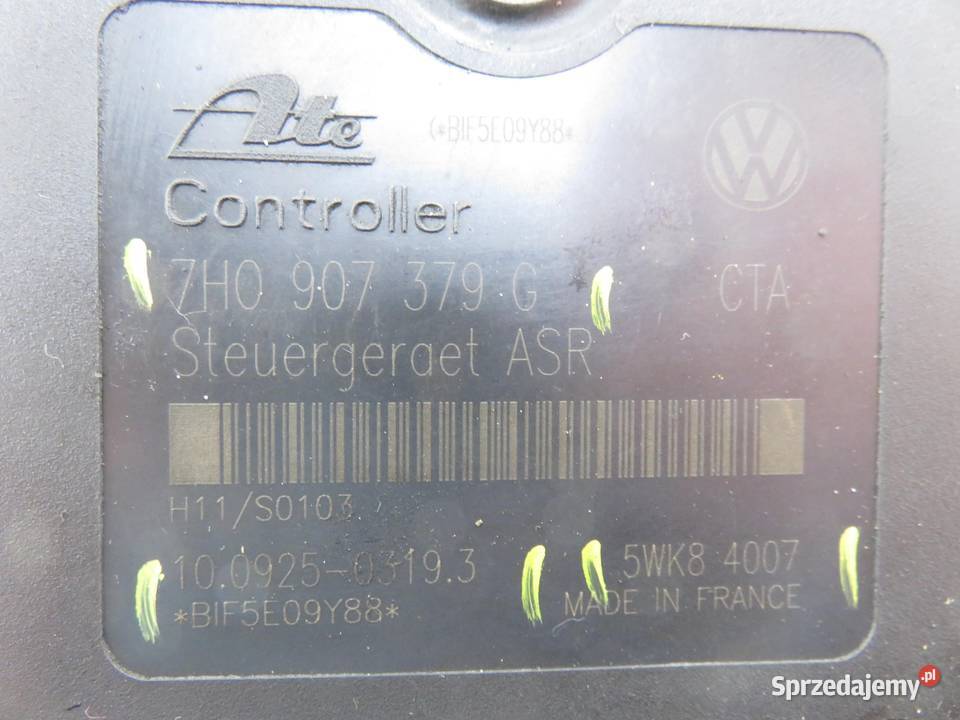 Ate
(*BIF5E09Y88*
Controller
7H0 907 379 G CTA
Steuergeraet ASR
H11/S0103
10.0925-0319.3 5WK8 4007
*BIF5E09Y88* MADE IN FRANCE
Sprzedajemy.pl